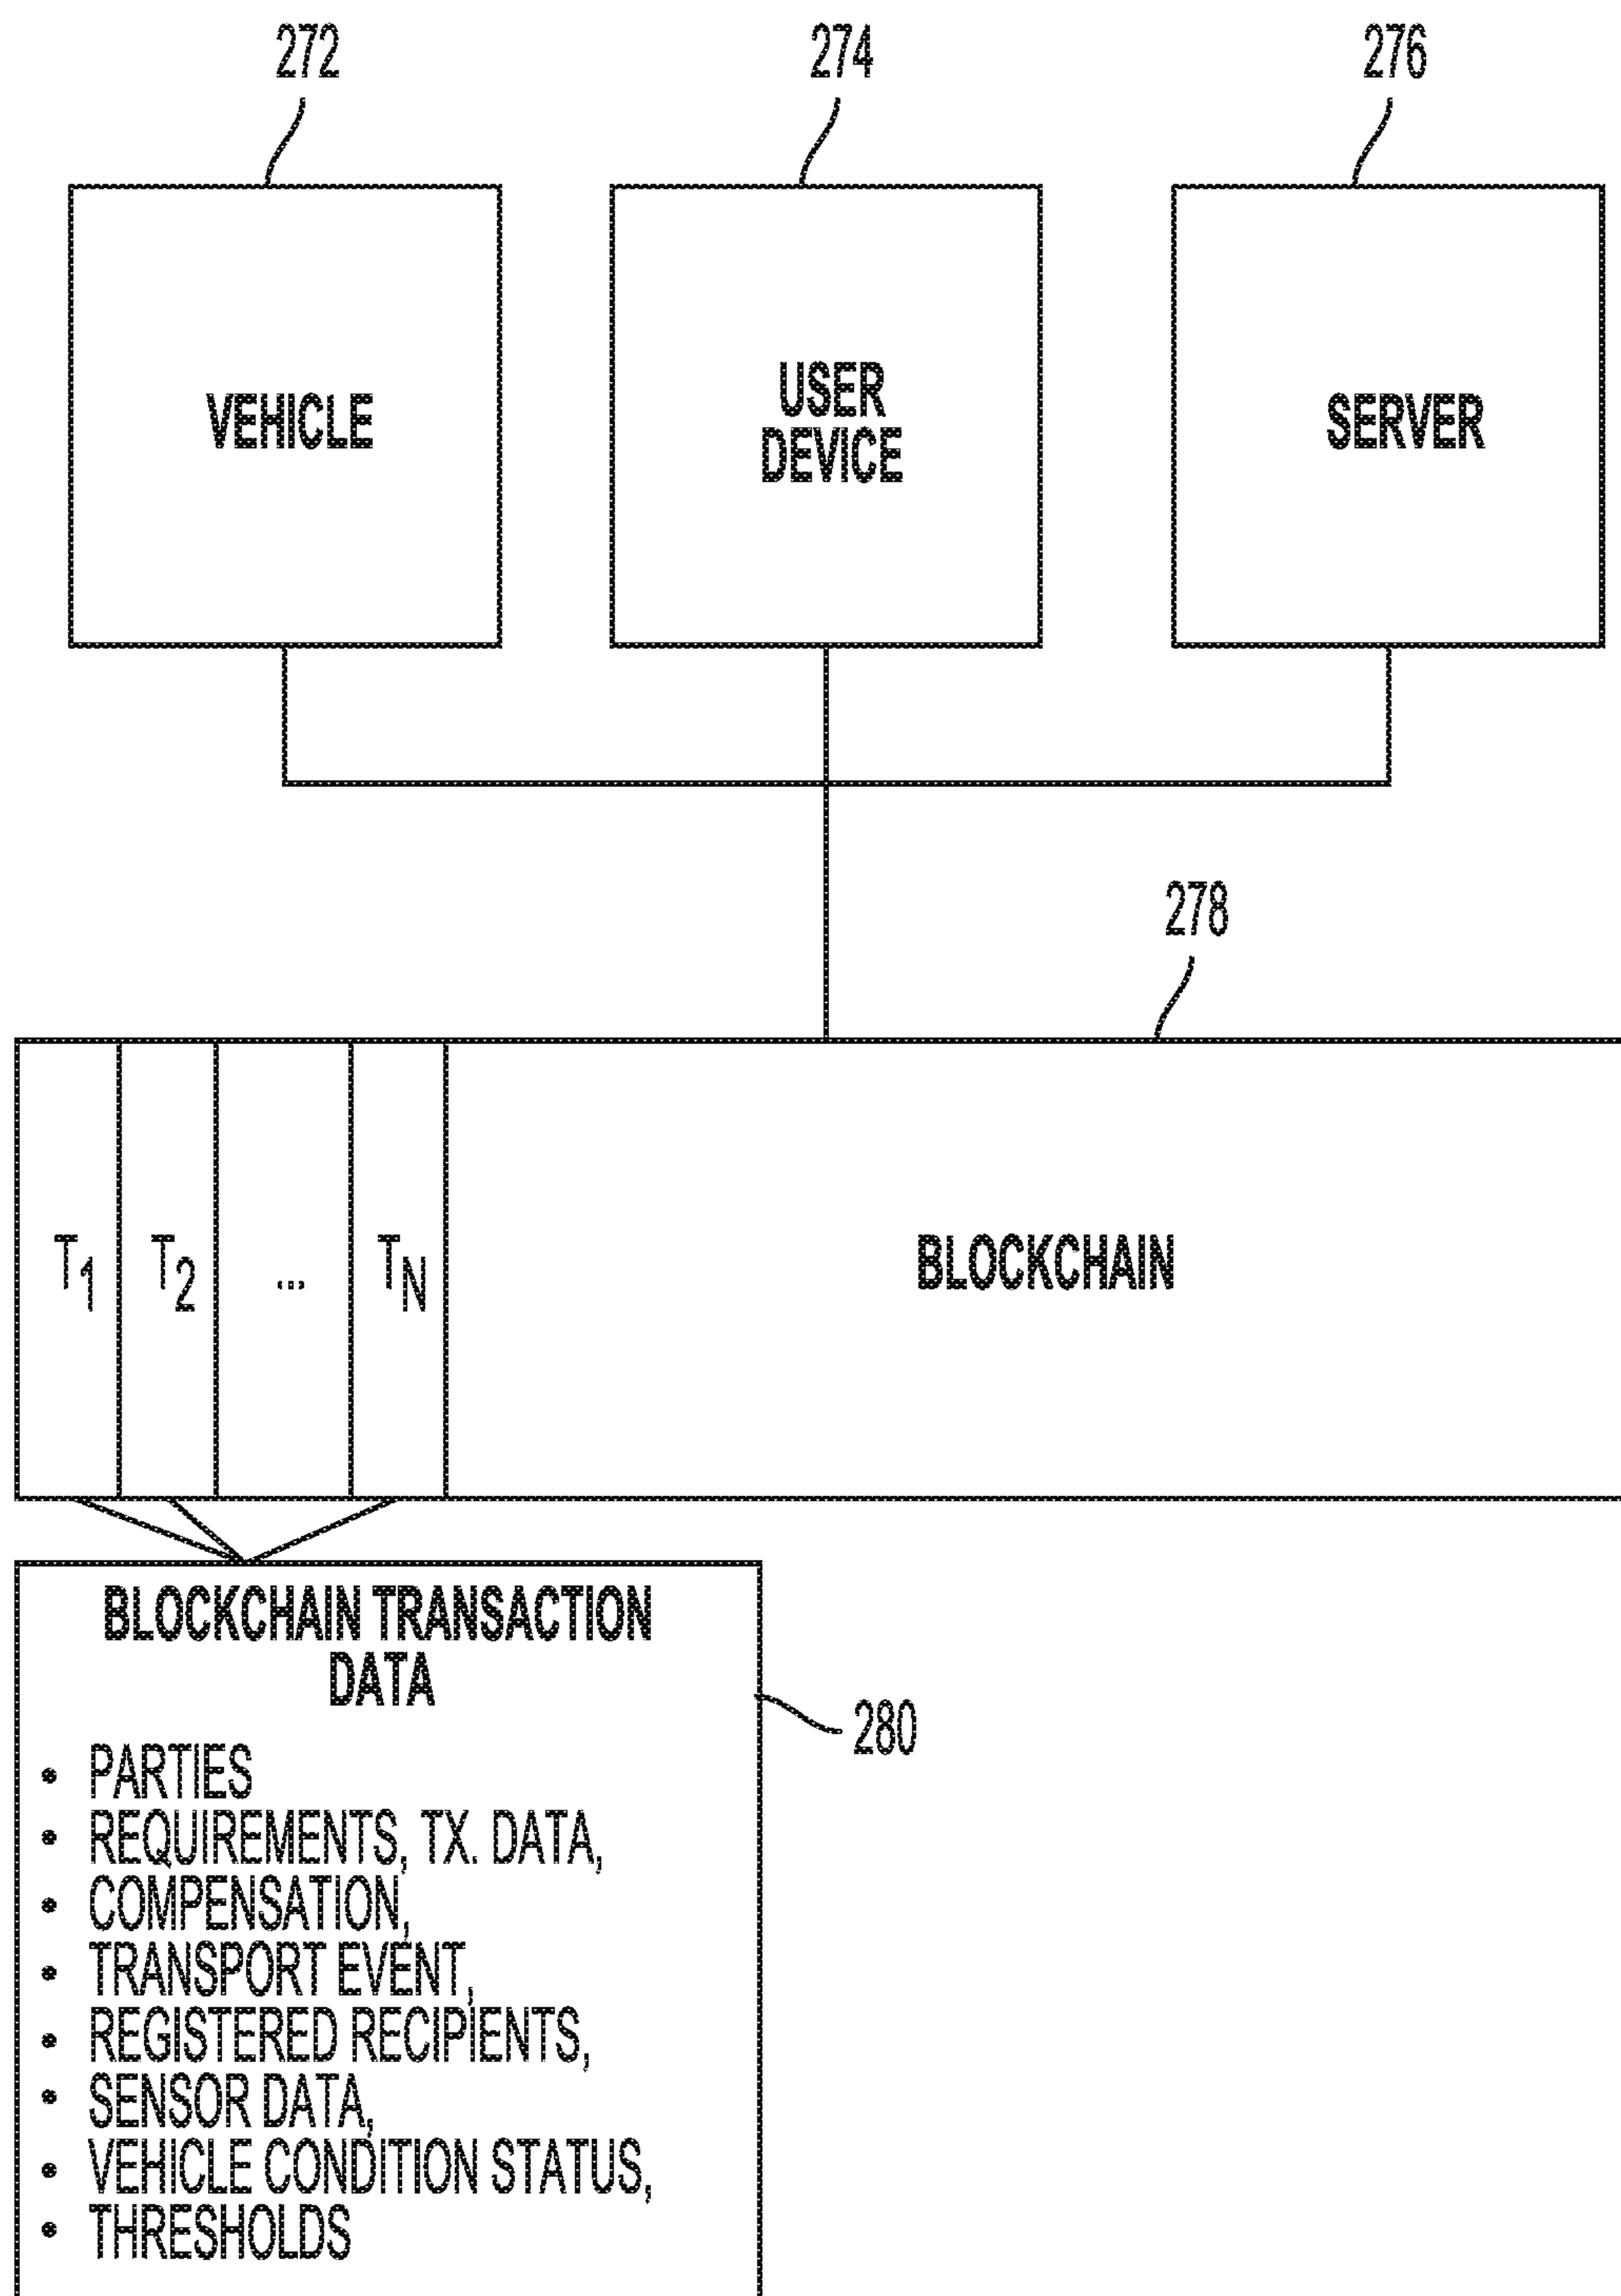 272
274
276
VEHICLE
USER
DEVICE
SERVER
278
T1
T2
...
TN
BLOCKCHAIN
BLOCKCHAIN TRANSACTION
DATA
280
• PARTIES
• REQUIREMENTS, TX. DATA,
• COMPENSATION,
• TRANSPORT EVENT,
• REGISTERED RECIPIENTS,
• SENSOR DATA,
• VEHICLE CONDITION STATUS,
• THRESHOLDS